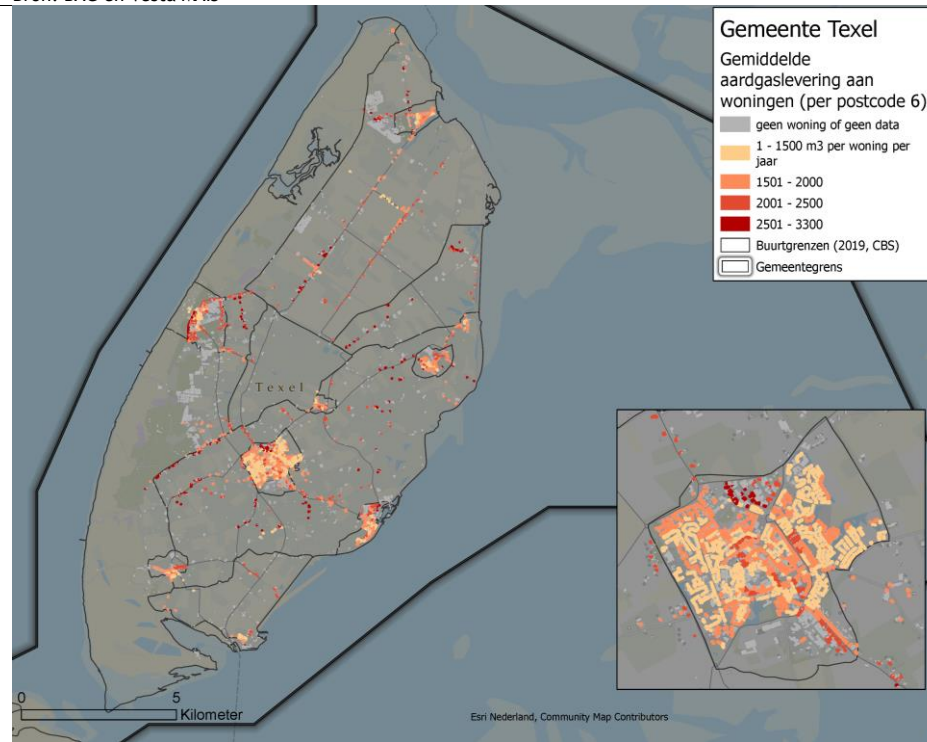 Gemeente Texel
Gemiddelde
aardgaslevering aan
woningen (per postcode 6)
geen woning of geen data
1 - 1500 m3 per woning per
jaar
1501 - 2000
2001 - 2500
2501 - 3300
Buurtgrenzen (2019, CBS)
Gemeentegrens
Texel
0 5
Kilometer
Esri Nederland, Community Map Contributors